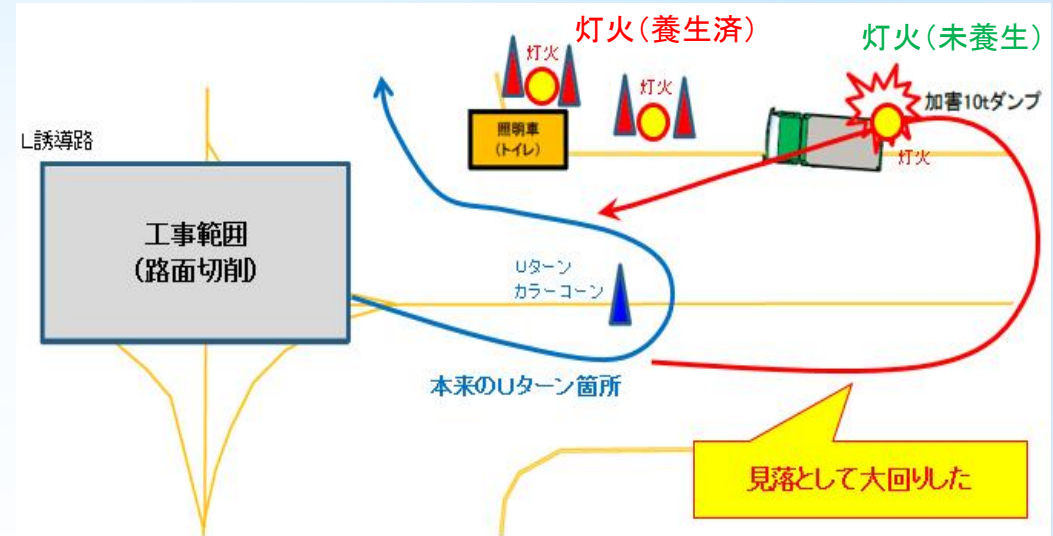 灯火(養生済)
灯火(未養生)
灯火
灯火
加害10tダンプ
照明車
(トイレ)
灯火
L誘導路
工事範囲
(路面切削)
Uターン
カラーコーン
本来のUターン箇所
見落として大回りした